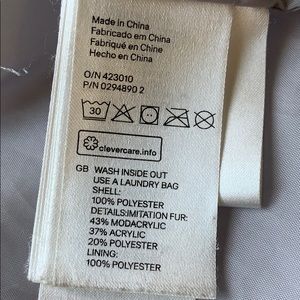 Made in China
Fabricado em China
Fabriqué en Chine
Hecho en China
O/N 423010
P/N 0294890 2
30
clevercare.info
GB WASH INSIDE OUT
USE A LAUNDRY BAG
SHELL:
100% POLYESTER
DETAILS:IMITATION FUR:
43% MODACRYLIC
37% ACRYLIC
20% POLYESTER
LINING:
100% POLYESTER